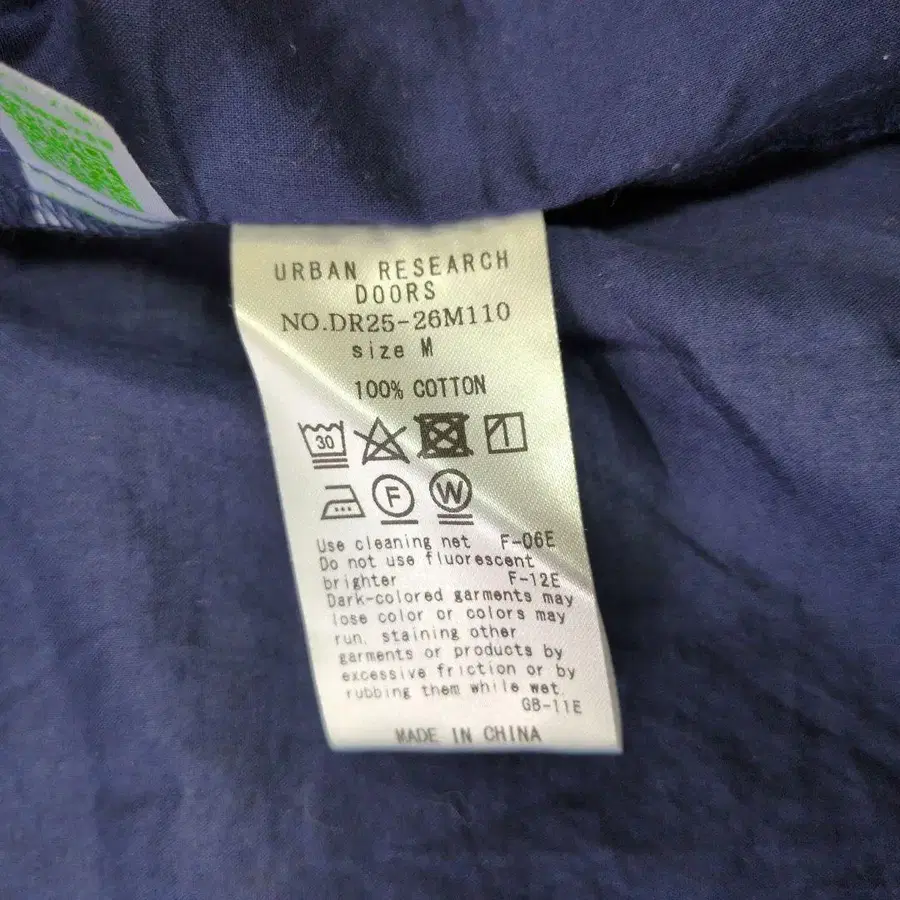 URBAN RESEARCH
DOORS
NO.DR25-26M110
size M
100% COTTON
30
F W
Use cleaning net F-06E
Do not use fluorescent
brighter F-12E
Dark-colored garments may
lose color or colors may
run, staining other
garments or products by
excessive friction or by
rubbing them while wet.
GB-11E
MADE IN CHINA